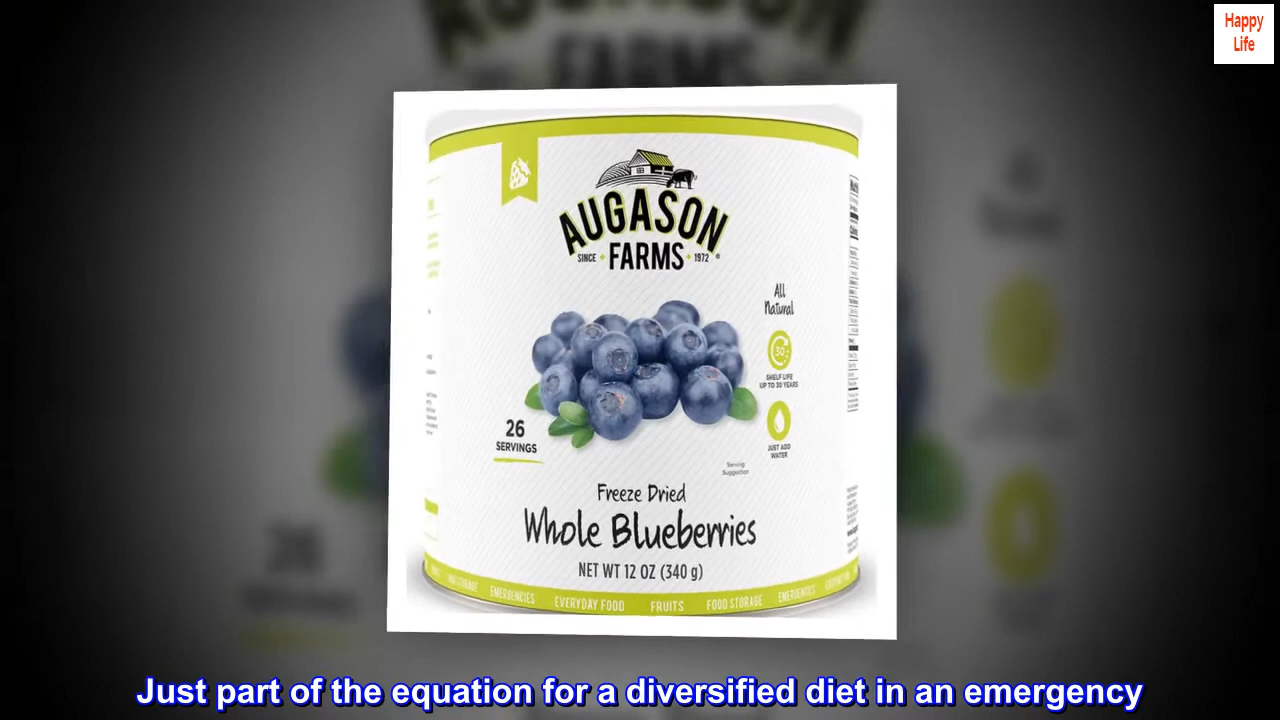 Happy
Life
AUGASON
SINCE 1972
FARMS
All
Natural
30
SHELF LIFE
UP TO 30 YEARS
JUST ADD
WATER
26
SERVINGS
Serving
Suggestion
Freeze Dried
Whole Blueberries
NET WT 12 OZ (340 g)
EMERGENCIES EVERYDAY FOOD FRUITS FOOD STORAGE EMERGENCIES
Just part of the equation for a diversified diet in an emergency